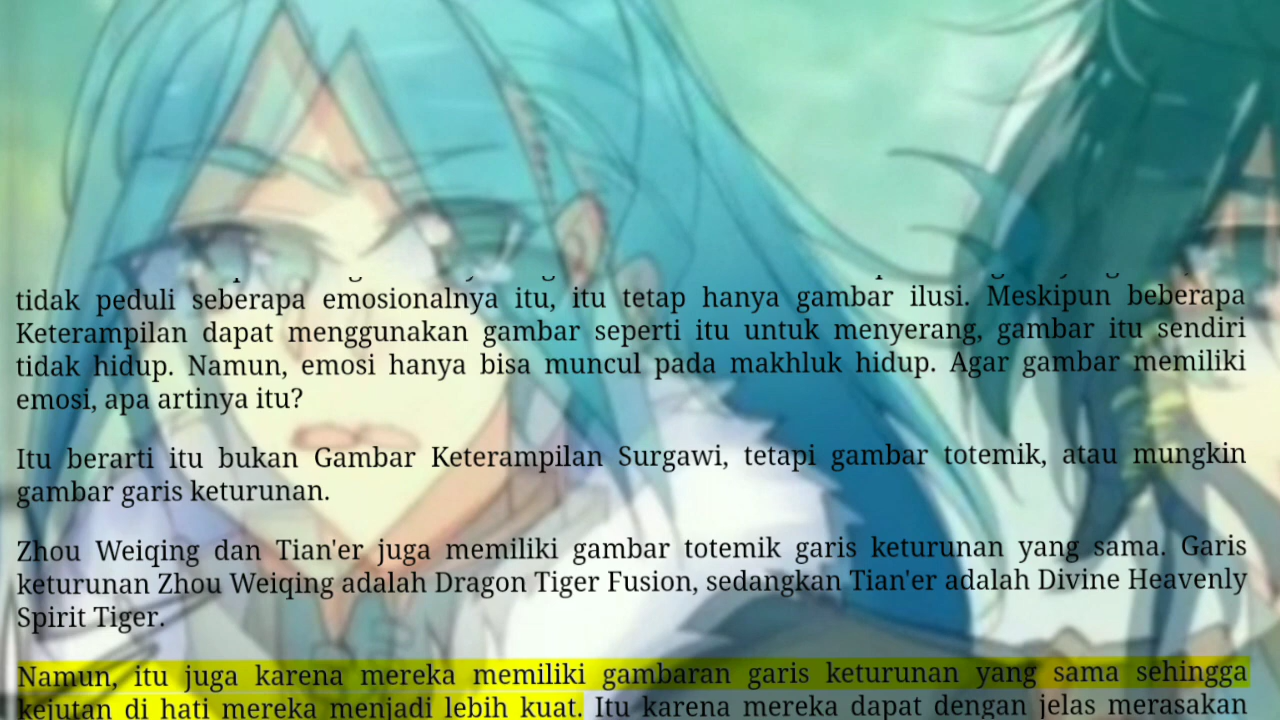 tidak peduli seberapa emosionalnya itu, itu tetap hanya gambar ilusi. Meskipun beberapa
Keterampilan dapat menggunakan gambar seperti itu untuk menyerang, gambar itu sendiri
tidak hidup. Namun, emosi hanya bisa muncul pada makhluk hidup. Agar gambar memiliki
emosi, apa artinya itu?
Itu berarti itu bukan Gambar Keterampilan Surgawi, tetapi gambar totemik, atau mungkin
gambar garis keturunan.
Zhou Weiqing dan Tian'er juga memiliki gambar totemik garis keturunan yang sama. Garis
keturunan Zhou Weiqing adalah Dragon Tiger Fusion, sedangkan Tian'er adalah Divine Heavenly
Spirit Tiger.
Namun, itu juga karena mereka memiliki gambaran garis keturunan yang sama sehingga
kejutan di hati mereka menjadi lebih kuat. Itu karena mereka dapat dengan jelas merasakan